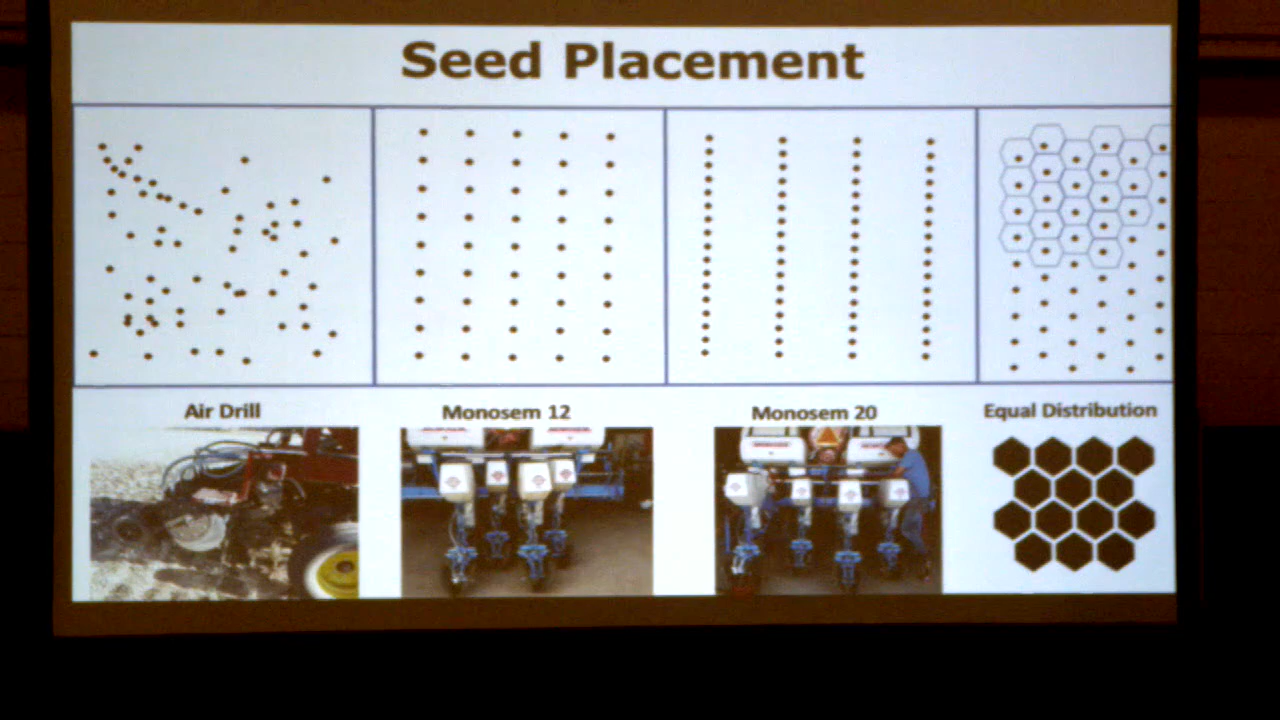 Seed Placement
Air Drill
Monosem 12
Monosem 20
Equal Distribution